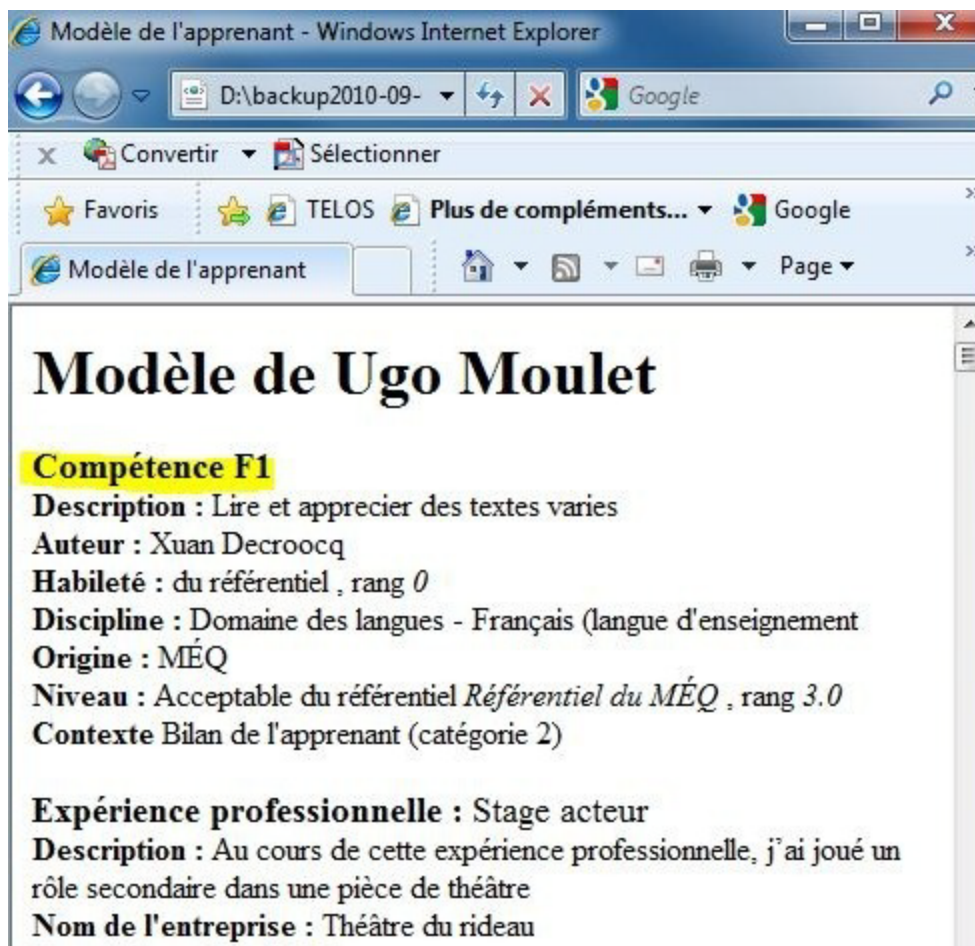 Modèle de l'apprenant - Windows Internet Explorer
D:\backup2010-09-
Google
x Convertir Sélectionner
Favoris TELOS Plus de compléments... Google
Modèle de l'apprenant Page
Modèle de Ugo Moulet
Compétence F1
Description : Lire et apprecier des textes varies
Auteur : Xuan Decroocq
Habileté : du référentiel , rang 0
Discipline : Domaine des langues - Français (langue d'enseignement
Origine : MÉQ
Niveau : Acceptable du référentiel Référentiel du MÉQ , rang 3.0
Contexte Bilan de l'apprenant (catégorie 2)
Expérience professionnelle : Stage acteur
Description : Au cours de cette expérience professionnelle, j'ai joué un
rôle secondaire dans une pièce de théâtre
Nom de l'entreprise : Théâtre du rideau